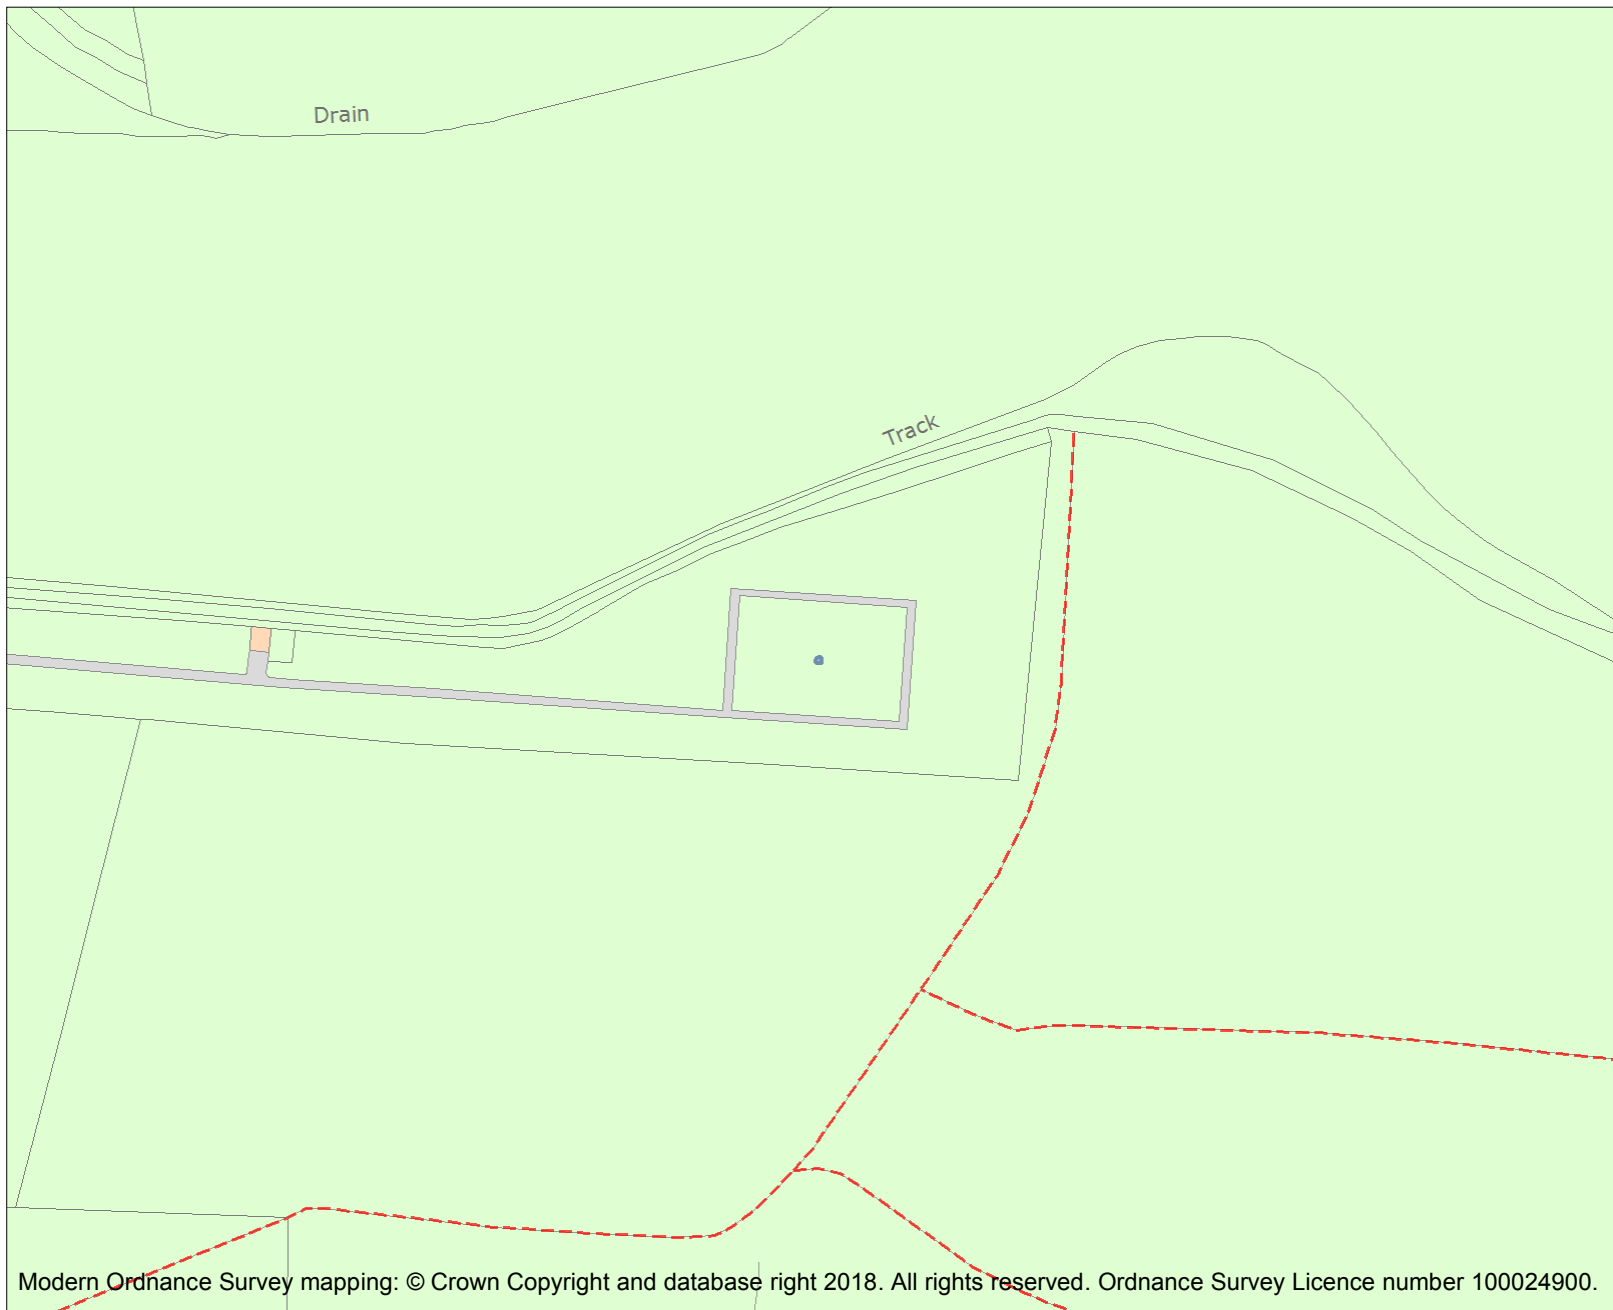 Drain
Track
Modern Ordnance Survey mapping: © Crown Copyright and database right 2018. All rights reserved. Ordnance Survey Licence number 100024900.